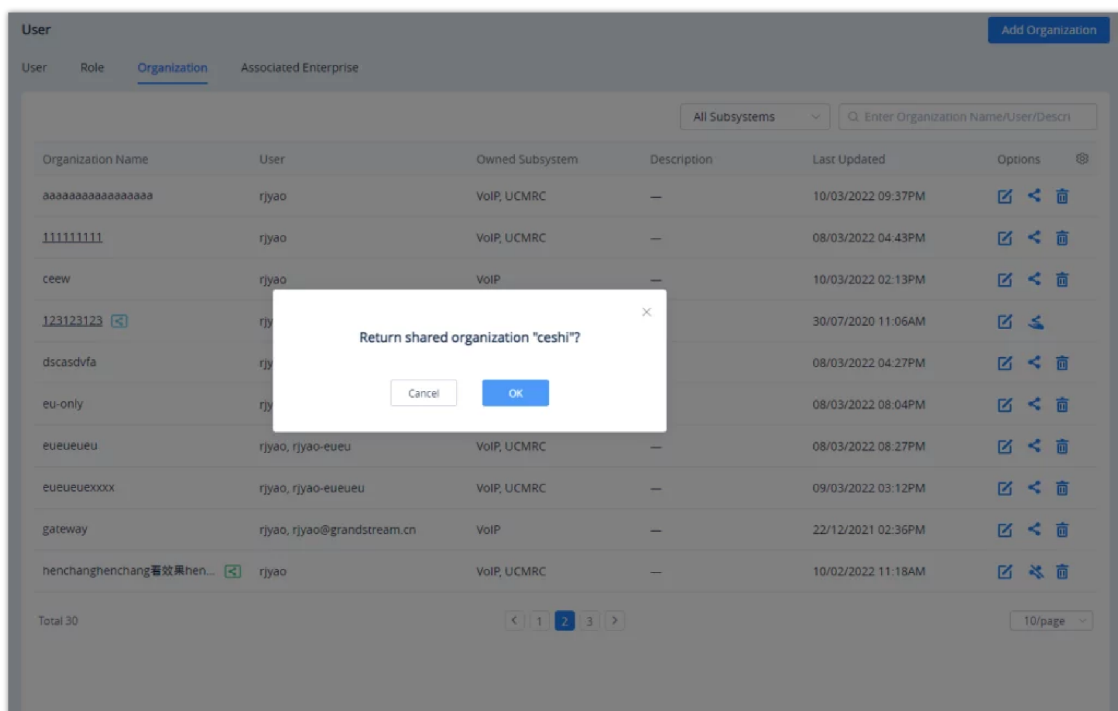 User
Add Organization
User Role Organization Associated Enterprise
All Subsystems Enter Organization Name/User/Descri
Organization Name User Owned Subsystem Description Last Updated Options
aaaaaaaaaaaaaaaaa rjyao VoIP, UCMRC — 10/03/2022 09:37PM
111111111 rjyao VoIP, UCMRC — 08/03/2022 04:43PM
ceew rjyao VoIP — 10/03/2022 02:13PM
123123123 rjy 30/07/2020 11:06AM
Return shared organization "ceshi"?
dscasdvfa rjy 08/03/2022 04:27PM
Cancel OK
eu-only rjy 08/03/2022 08:04PM
eueueueu rjyao, rjyao-eueu VoIP, UCMRC — 08/03/2022 08:27PM
eueueuexxxx rjyao, rjyao-eueueu VoIP, UCMRC — 09/03/2022 03:12PM
gateway rjyao, rjyao@grandstream.cn VoIP — 22/12/2021 02:36PM
henchanghenchang看效果hen... rjyao VoIP, UCMRC — 10/02/2022 11:18AM
Total 30 < 1 2 3 > 10/page